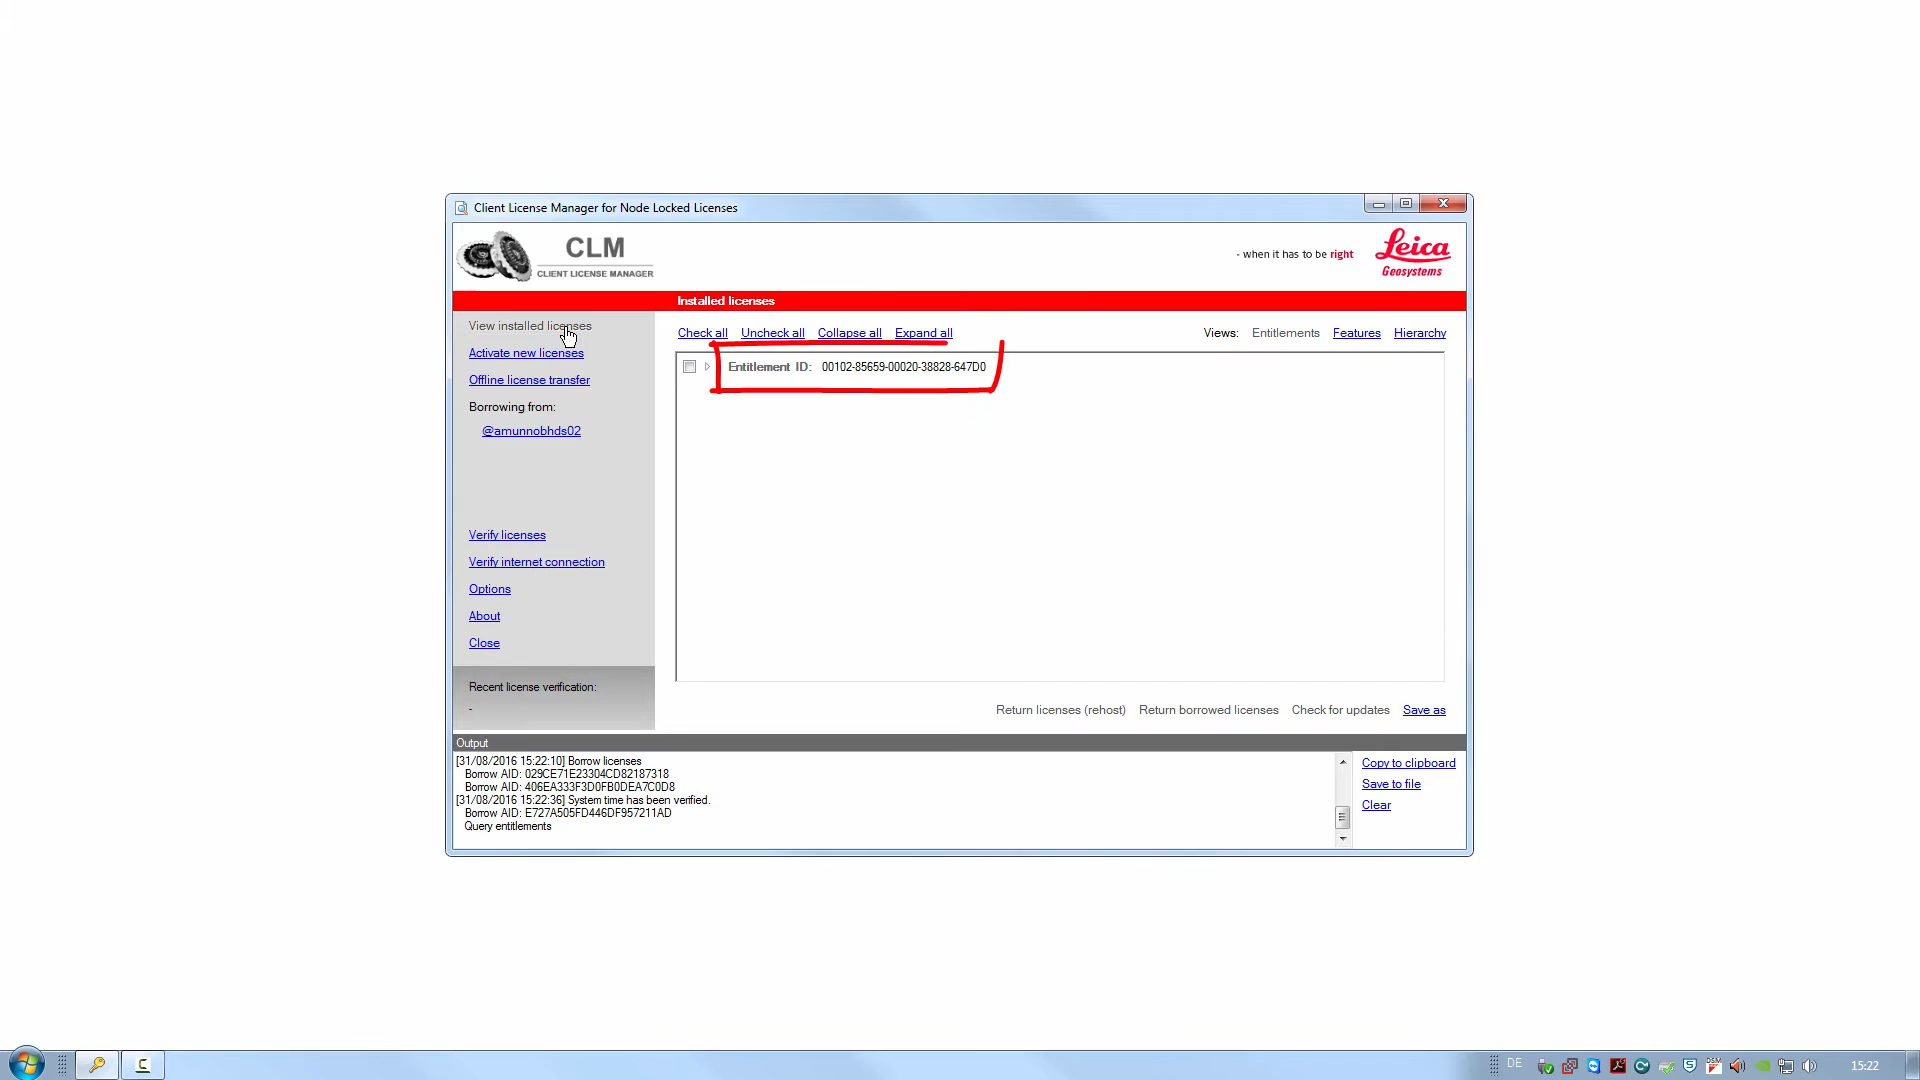 Client License Manager for Node Locked Licenses
CLM
CLIENT LICENSE MANAGER
- when it has to be right
Leica
Geosystems
Installed licenses
View installed licenses
Activate new licenses
Offline license transfer
Borrowing from:
@amunnobhds02
Verify licenses
Verify internet connection
Options
About
Close
Recent license verification:
-
Check all Uncheck all Collapse all Expand all
Views: Entitlements Features Hierarchy
Entitlement ID: 00102-85659-00020-38828-647D0
Return licenses (rehost) Return borrowed licenses Check for updates Save as
Output
[31/08/2016 15:22:10] Borrow licenses
Borrow AID: 029CE71E23304CD82187318
Borrow AID: 406EA333F3D0FB0DEA7C0D8
[31/08/2016 15:22:36] System time has been verified.
Borrow AID: E727A505FD446DF957211AD
Query entitlements
Copy to clipboard
Save to file
Clear
DE
DSM
15:22